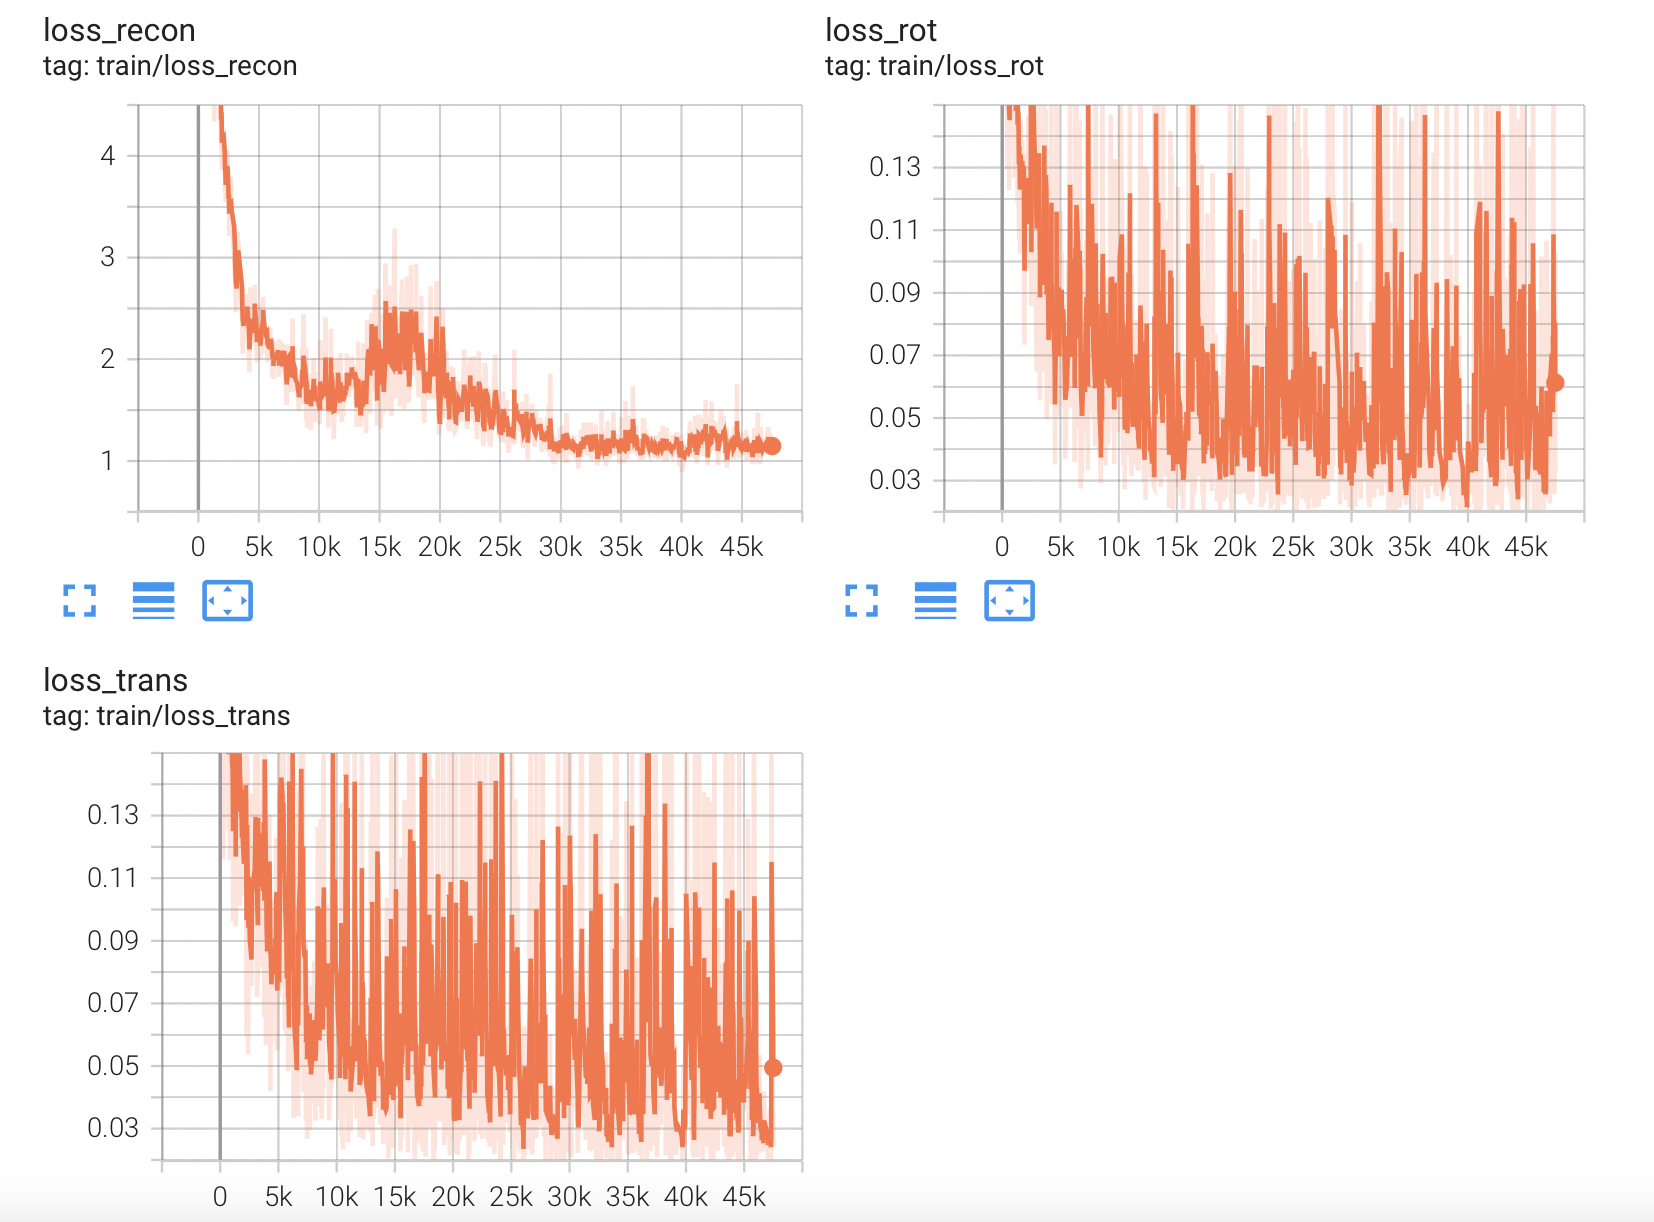 loss_recon
tag: train/loss_recon
4
3
2
1
0 5k 10k 15k 20k 25k 30k 35k 40k 45k
loss_rot
tag: train/loss_rot
0.13
0.11
0.09
0.07
0.05
0.03
0 5k 10k 15k 20k 25k 30k 35k 40k 45k
loss_trans
tag: train/loss_trans
0.13
0.11
0.09
0.07
0.05
0.03
0 5k 10k 15k 20k 25k 30k 35k 40k 45k